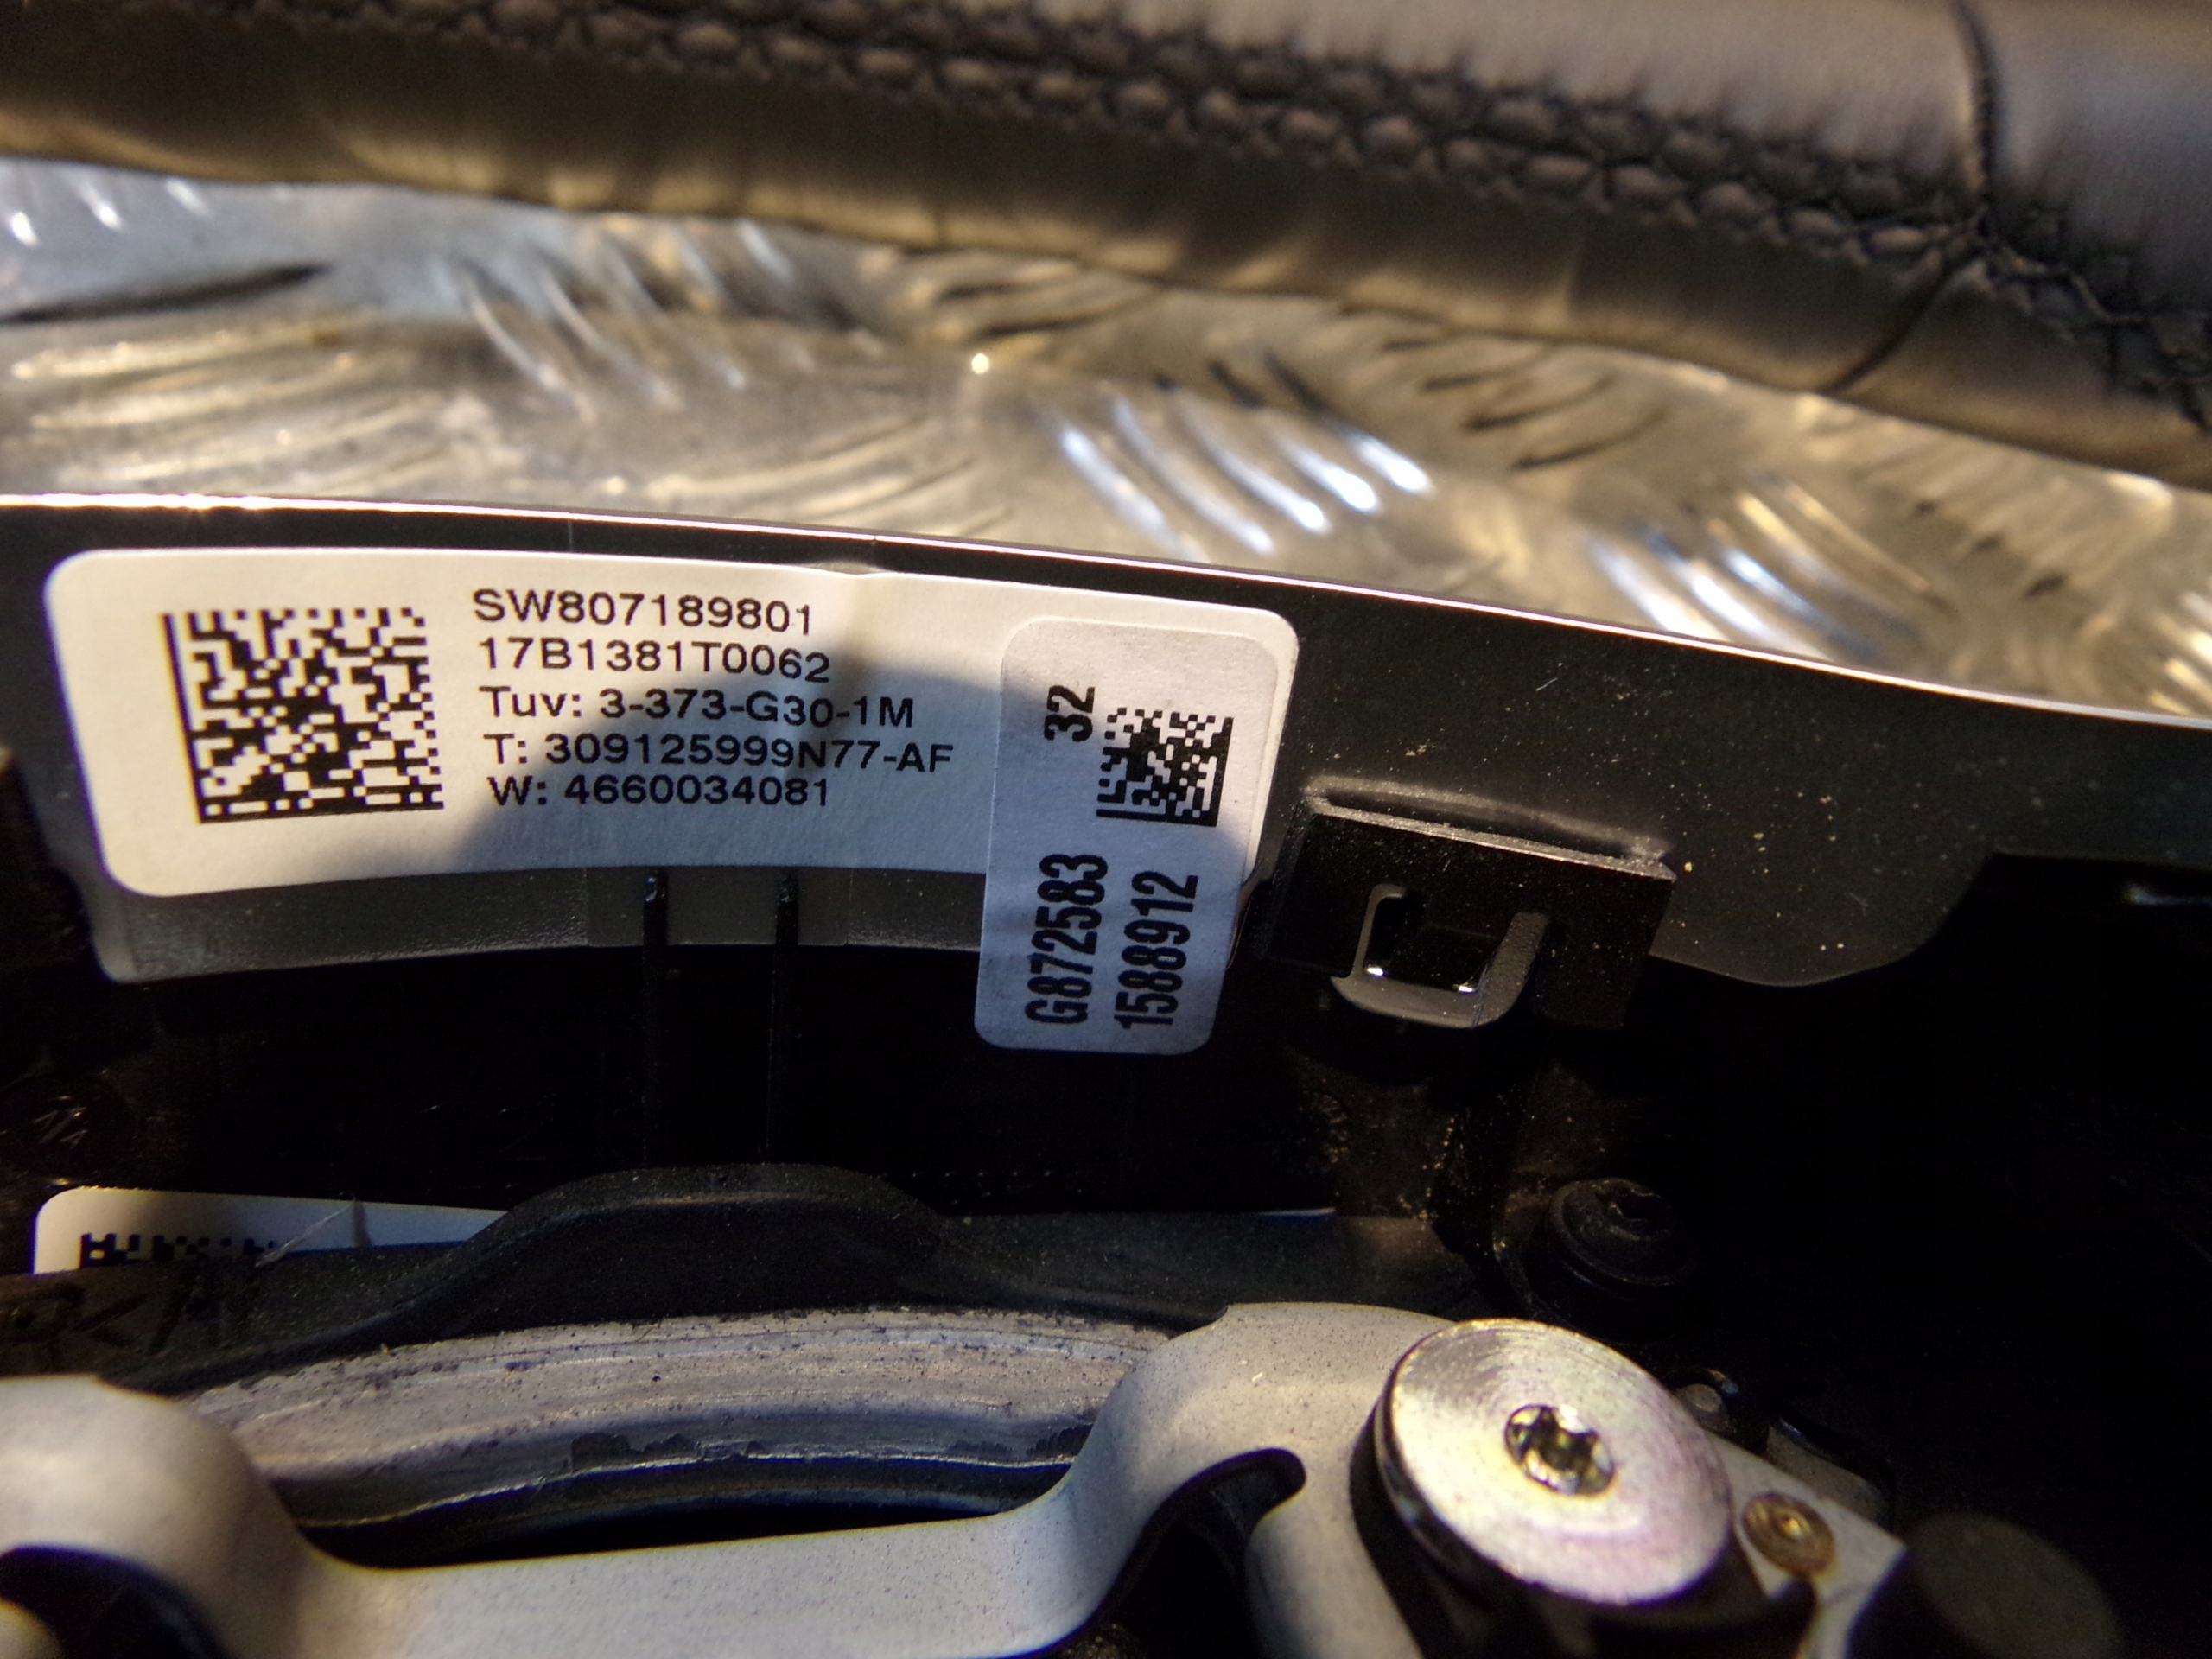 SW807189801
17B1381T0062
Tuv: 3-373-G30-1M
T: 309125999N77-AF
W: 4660034081
32
G872583
1588912